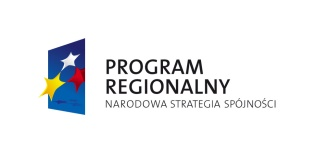 PROGRAM
REGIONALNY
NARODOWA STRATEGIA SPÓJNOŚCI